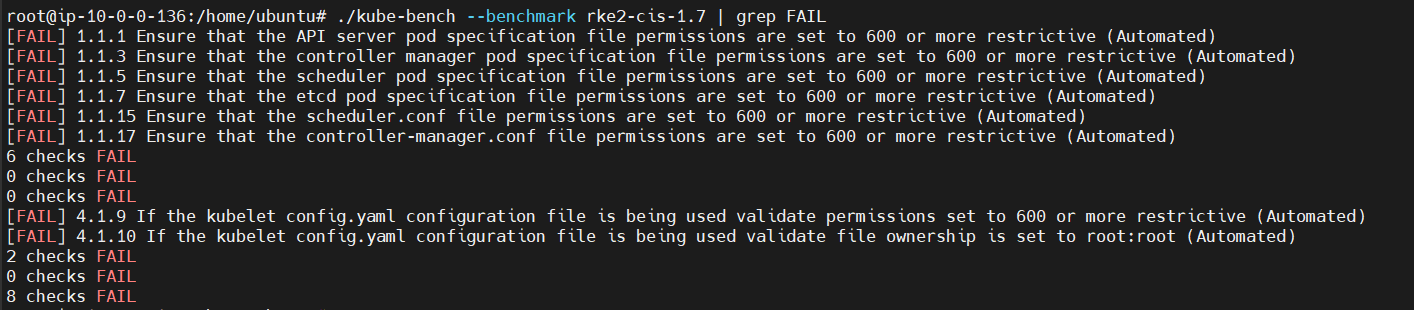 root@ip-10-0-0-136:/home/ubuntu# ./kube-bench --benchmark rke2-cis-1.7 | grep FAIL
[FAIL] 1.1.1 Ensure that the API server pod specification file permissions are set to 600 or more restrictive (Automated)
[FAIL] 1.1.3 Ensure that the controller manager pod specification file permissions are set to 600 or more restrictive (Automated)
[FAIL] 1.1.5 Ensure that the scheduler pod specification file permissions are set to 600 or more restrictive (Automated)
[FAIL] 1.1.7 Ensure that the etcd pod specification file permissions are set to 600 or more restrictive (Automated)
[FAIL] 1.1.15 Ensure that the scheduler.conf file permissions are set to 600 or more restrictive (Automated)
[FAIL] 1.1.17 Ensure that the controller-manager.conf file permissions are set to 600 or more restrictive (Automated)
6 checks FAIL
0 checks FAIL
0 checks FAIL
[FAIL] 4.1.9 If the kubelet config.yaml configuration file is being used validate permissions set to 600 or more restrictive (Automated)
[FAIL] 4.1.10 If the kubelet config.yaml configuration file is being used validate file ownership is set to root:root (Automated)
2 checks FAIL
0 checks FAIL
8 checks FAIL